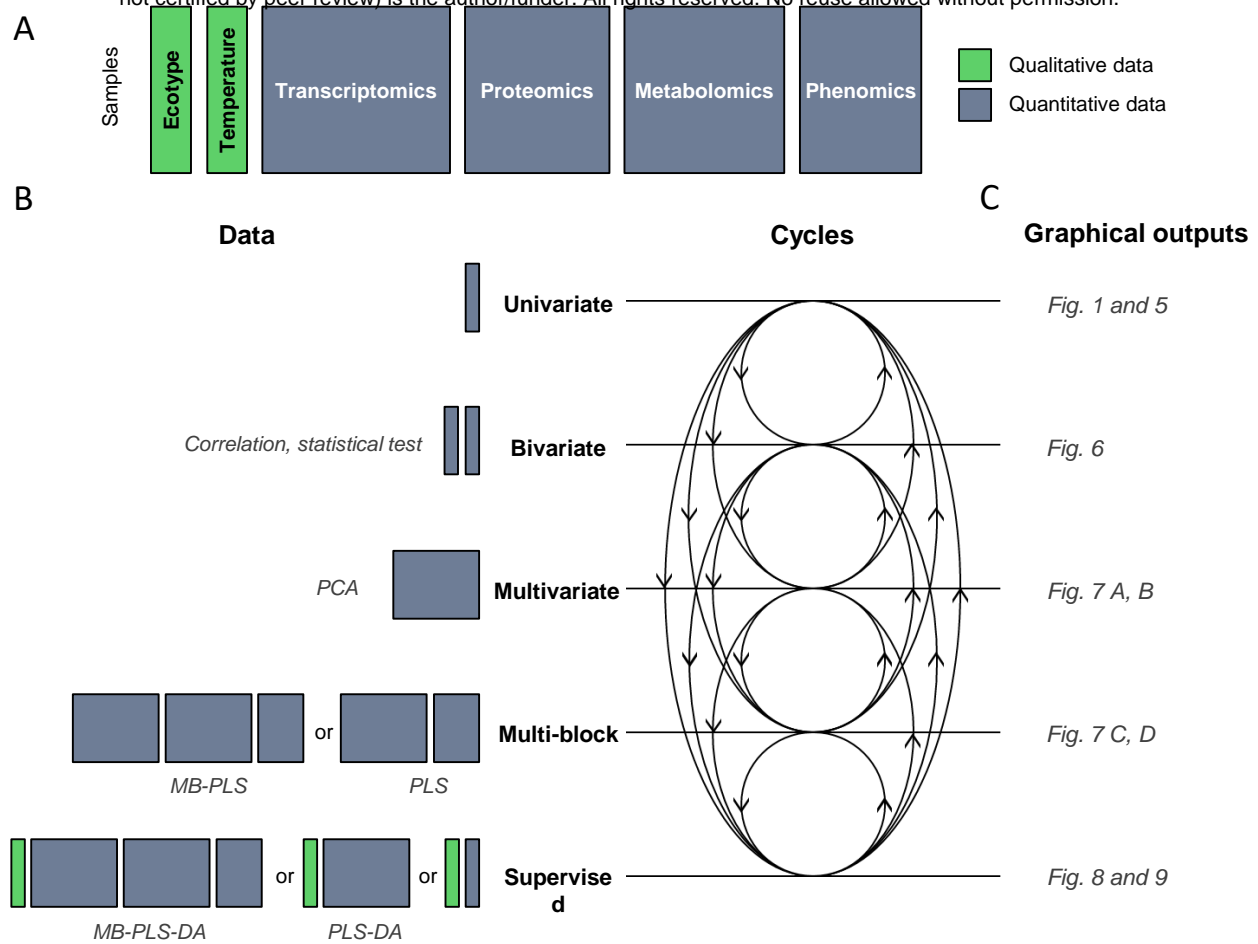 not certified by peer review) is the author/funder. All rights reserved. No reuse allowed without permission.
A
Samples
Ecotype
Temperature
Transcriptomics
Proteomics
Metabolomics
Phenomics
Qualitative data
Quantitative data
B
C
Data
Cycles
Graphical outputs
Univariate
Fig. 1 and 5
Correlation, statistical test
Bivariate
Fig. 6
PCA
Multivariate
Fig. 7 A, B
or
Multi-block
Fig. 7 C, D
MB-PLS
PLS
or
or
Supervise
d
Fig. 8 and 9
MB-PLS-DA
PLS-DA